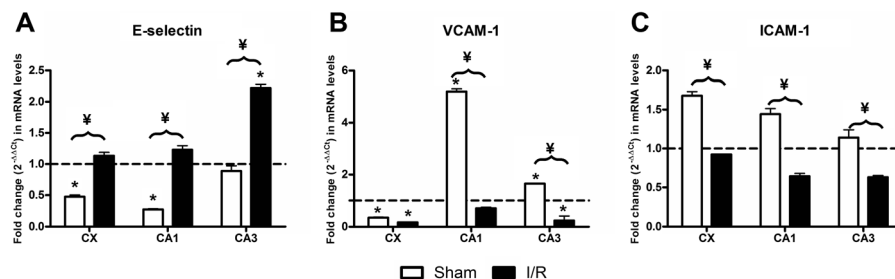 A
E-selectin
Fold change (2^-ΔΔCt) in mRNA levels
2.5
2.0
1.5
1.0
0.5
0.0
¥
¥
¥
*
*
*
CX
CA1
CA3
B
VCAM-1
Fold change (2^-ΔΔCt) in mRNA levels
6
4
2
0
¥
¥
*
*
*
*
*
CX
CA1
CA3
C
ICAM-1
Fold change (2^-ΔΔCt) in mRNA levels
2.0
1.5
1.0
0.5
0.0
¥
¥
¥
CX
CA1
CA3
Sham
I/R